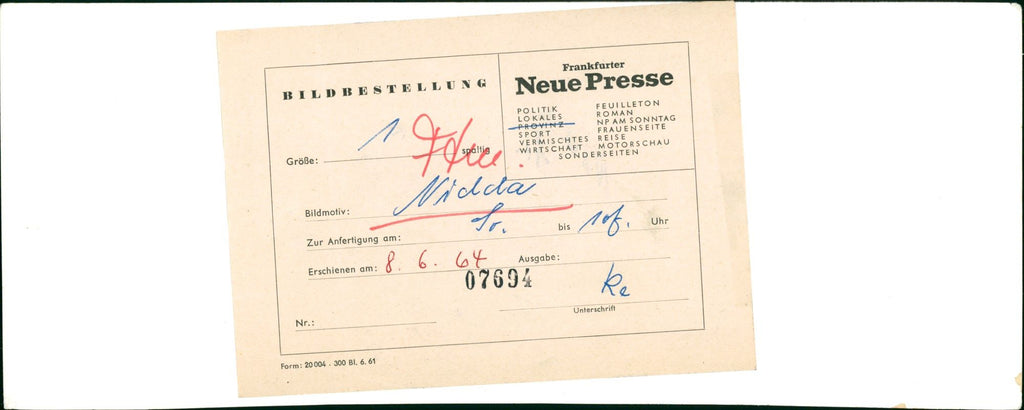 BILDBESTELLUNG
Frankfurter
Neue Presse
POLITIK
LOKALES
PROVINZ
SPORT
VERMISCHTES
WIRTSCHAFT
FEUILLETON
ROMAN
NP AM SONNTAG
FRAUENSEITE
REISE
MOTORSCHAU
SONDERSEITEN
Größe: 1 spaltig
Bildmotiv: Nidda
Zur Anfertigung am: So. bis sof. Uhr
Erschienen am: 8. 6. 64 Ausgabe:
07694
Ke
Unterschrift
Nr.:
Form: 20004 . 300 Bl. 6. 61